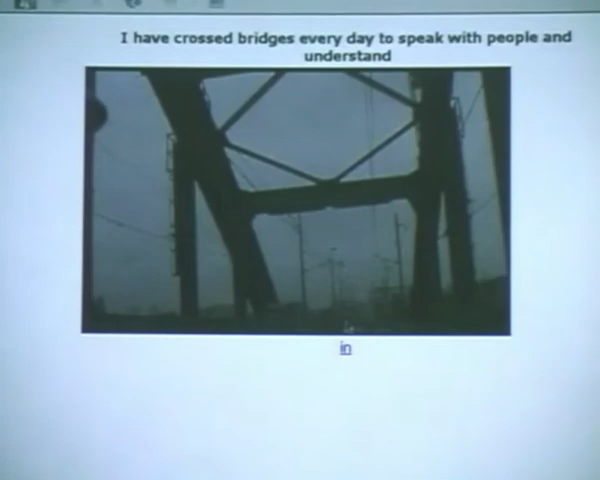 I have crossed bridges every day to speak with people and
understand
in